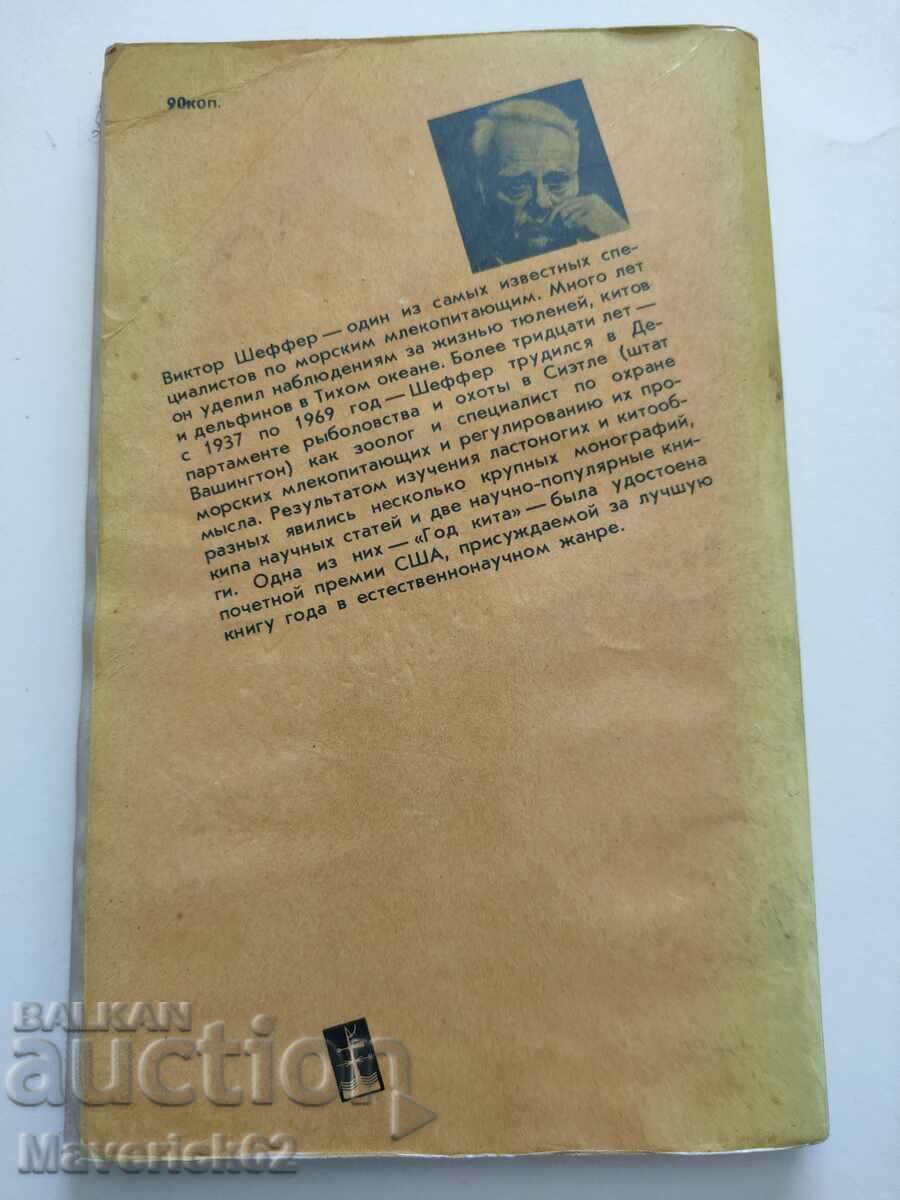 90коп.
Виктор Шеффер — один из самых известных спе-
циалистов по морским млекопитающим. Много лет
он уделил наблюдениям за жизнью тюленей, китов
и дельфинов в Тихом океане. Более тридцати лет —
с 1937 по 1969 год — Шеффер трудился в Де-
партаменте рыболовства и охоты в Сиэтле (штат
Вашингтон) как зоолог и специалист по охране
морских млекопитающих и регулированию их про-
мысла. Результатом изучения ластоногих и китооб-
разных явились несколько крупных монографий,
кипа научных статей и две научно-популярные кни-
ги. Одна из них — «Год кита» — была удостоена
почетной премии США, присуждаемой за лучшую
книгу года в естественнонаучном жанре.
BALKAN
auction
Maverick62